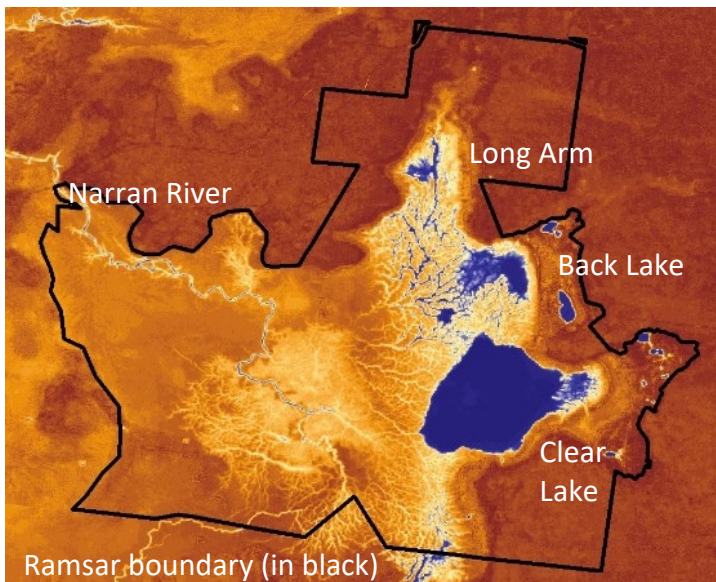 Long Arm
Narran River
Back Lake
Clear
Lake
Ramsar boundary (in black)